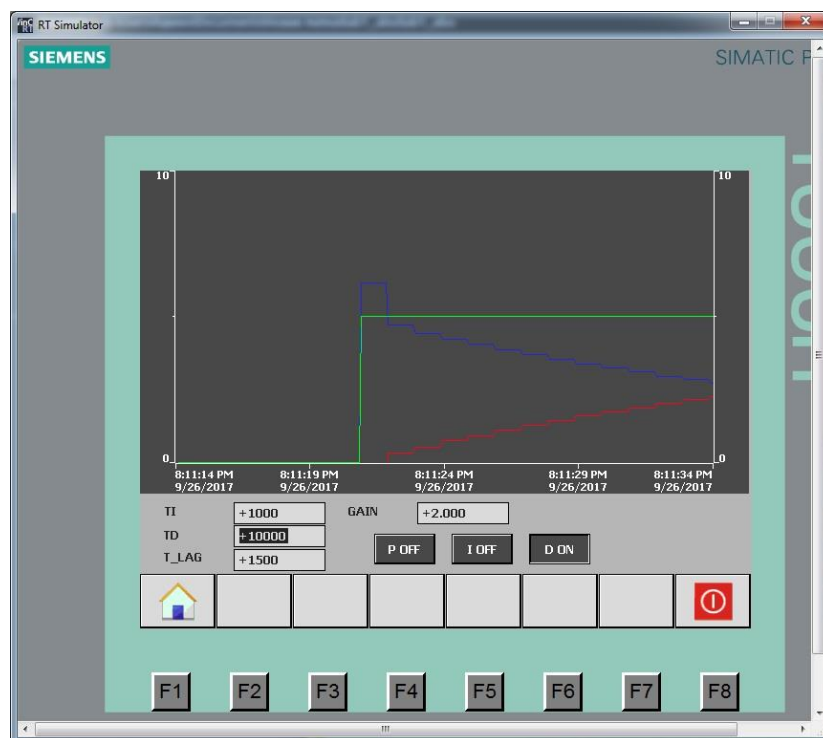 RT Simulator
SIEMENS
SIMATIC P
10
10
0
0
8:11:14 PM 8:11:19 PM 8:11:24 PM 8:11:29 PM 8:11:34 PM
9/26/2017 9/26/2017 9/26/2017 9/26/2017 9/26/2017
TI +1000 GAIN +2.000
TD +10000
P OFF I OFF D ON
T_LAG +1500
F1 F2 F3 F4 F5 F6 F7 F8